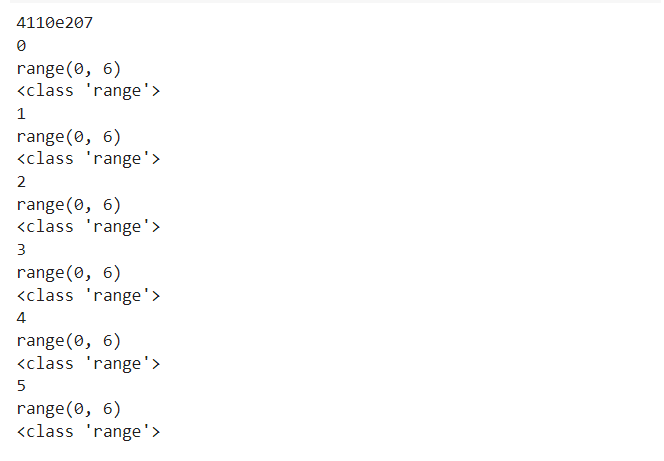 4110e207
0
range(0, 6)
<class 'range'>
1
range(0, 6)
<class 'range'>
2
range(0, 6)
<class 'range'>
3
range(0, 6)
<class 'range'>
4
range(0, 6)
<class 'range'>
5
range(0, 6)
<class 'range'>